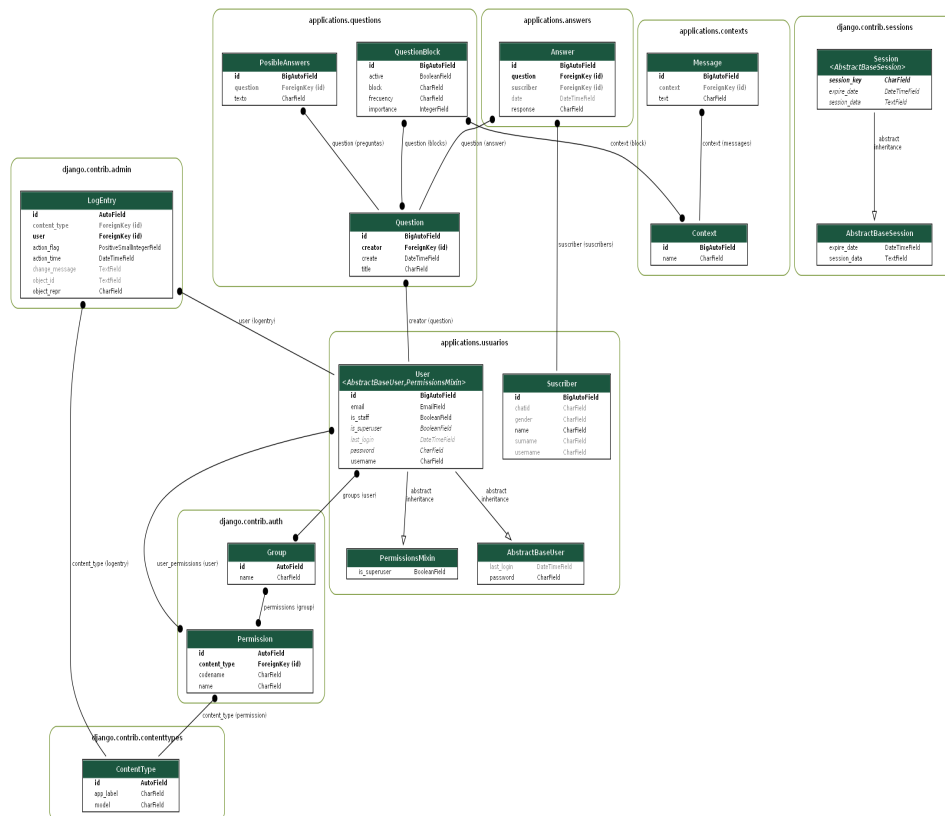 applications.questions
PosibleAnswers
id BigAutoField
question ForeignKey (id)
texto CharField
QuestionBlock
id BigAutoField
active BooleanField
block CharField
frecuency CharField
importance IntegerField
question (preguntas)
question (blocks)
question (answer)
Question
id BigAutoField
creator ForeignKey (id)
create DateTimeField
title CharField
applications.answers
Answer
id BigAutoField
question ForeignKey (id)
suscriber ForeignKey (id)
date DateTimeField
response CharField
context (block)
suscriber (suscribers)
applications.contexts
Message
id BigAutoField
context ForeignKey (id)
text CharField
context (messages)
Context
id BigAutoField
name CharField
django.contrib.sessions
Session
<AbstractBaseSession>
session_key CharField
expire_date DateTimeField
session_data TextField
abstract
inheritance
AbstractBaseSession
expire_date DateTimeField
session_data TextField
django.contrib.admin
LogEntry
id AutoField
content_type ForeignKey (id)
user ForeignKey (id)
action_flag PositiveSmallIntegerField
action_time DateTimeField
change_message TextField
object_id TextField
object_repr CharField
user (logentry)
creator (question)
applications.usuarios
User
<AbstractBaseUser,PermissionsMixin>
id BigAutoField
email EmailField
is_staff BooleanField
is_superuser BooleanField
last_login DateTimeField
password CharField
username CharField
Suscriber
id BigAutoField
chatid CharField
gender CharField
name CharField
surname CharField
username CharField
groups (user)
abstract
inheritance
abstract
inheritance
PermissionsMixin
is_superuser BooleanField
AbstractBaseUser
last_login DateTimeField
password CharField
django.contrib.auth
Group
id AutoField
name CharField
content_type (logentry)
user_permissions (user)
permissions (group)
Permission
id AutoField
content_type ForeignKey (id)
codename CharField
name CharField
content_type (permission)
django.contrib.contenttypes
ContentType
id AutoField
app_label CharField
model CharField